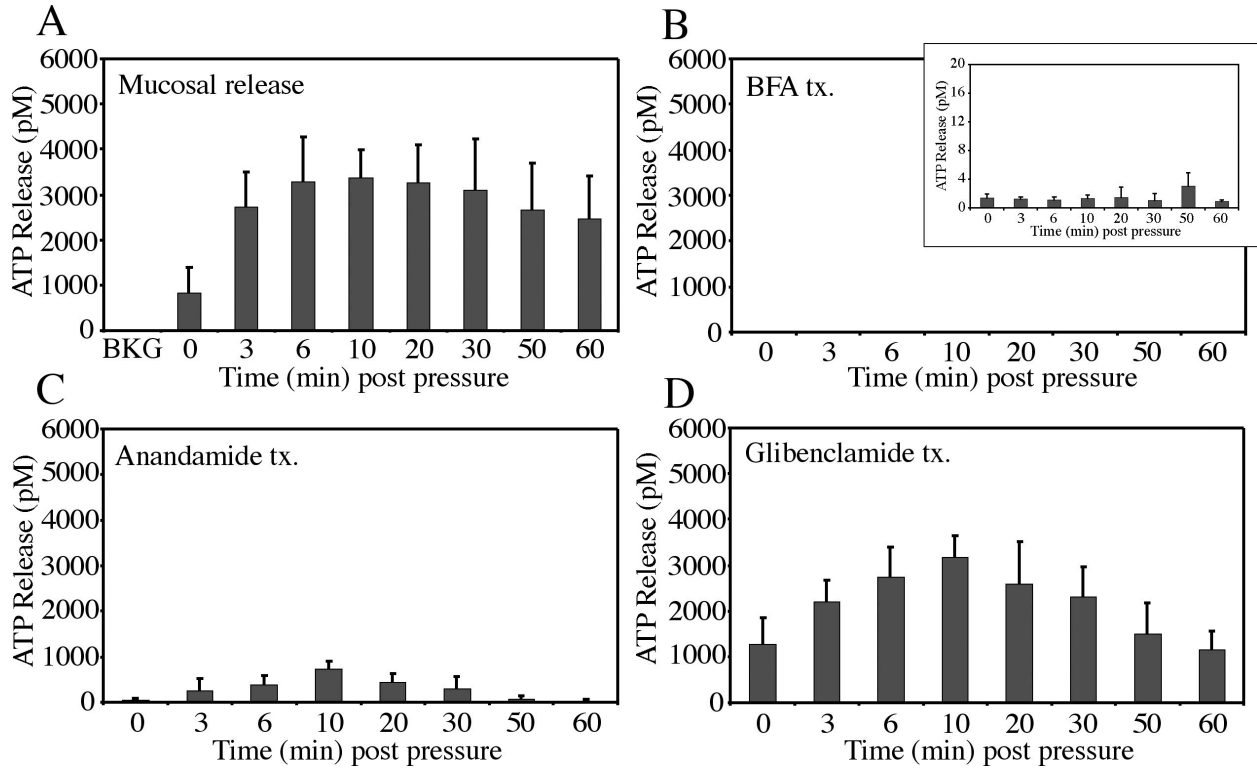 A
Mucosal release
ATP Release (pM)
6000
5000
4000
3000
2000
1000
0
BKG 0 3 6 10 20 30 50 60
Time (min) post pressure
B
BFA tx.
ATP Release (pM)
6000
5000
4000
3000
2000
1000
0
0 3 6 10 20 30 50 60
Time (min) post pressure
ATP Release (pM)
20
16
12
8
4
0
0 3 6 10 20 30 50 60
Time (min) post pressure
C
Anandamide tx.
ATP Release (pM)
6000
5000
4000
3000
2000
1000
0
0 3 6 10 20 30 50 60
Time (min) post pressure
D
Glibenclamide tx.
ATP Release (pM)
6000
5000
4000
3000
2000
1000
0
0 3 6 10 20 30 50 60
Time (min) post pressure